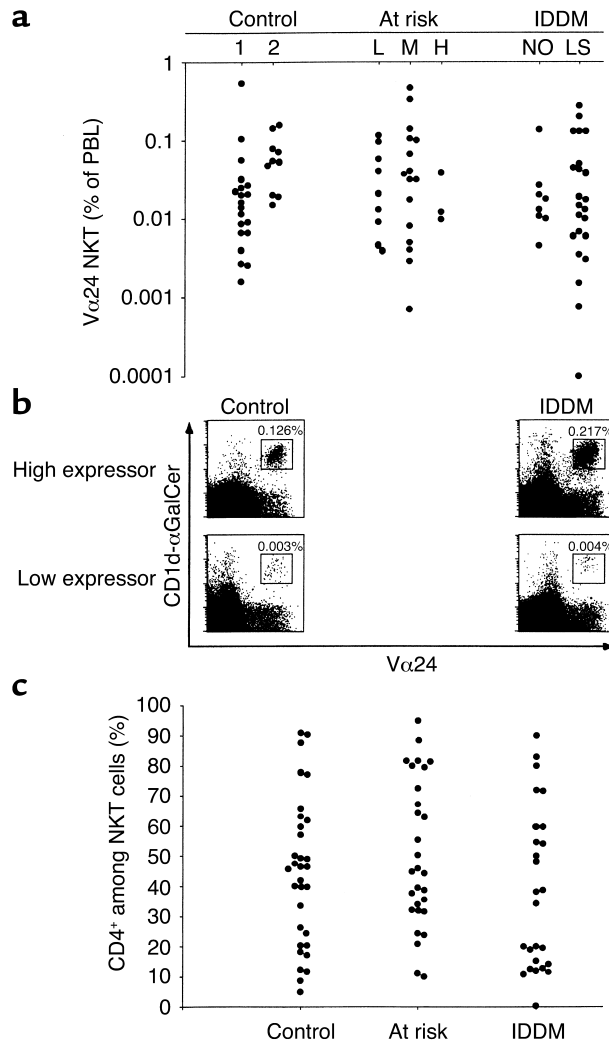 a
Control At risk IDDM
1 2 L M H NO LS
Vα24 NKT (% of PBL)
1
0.1
0.01
0.001
0.0001
b
Control IDDM
High expressor
0.126% 0.217%
Low expressor
0.003% 0.004%
CD1d-αGalCer
Vα24
c
CD4⁺ among NKT cells (%)
100
90
80
70
60
50
40
30
20
10
0
Control At risk IDDM